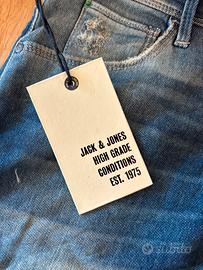 JACK & JONES
HIGH GRADE
CONDITIONS
EST. 1975
subito